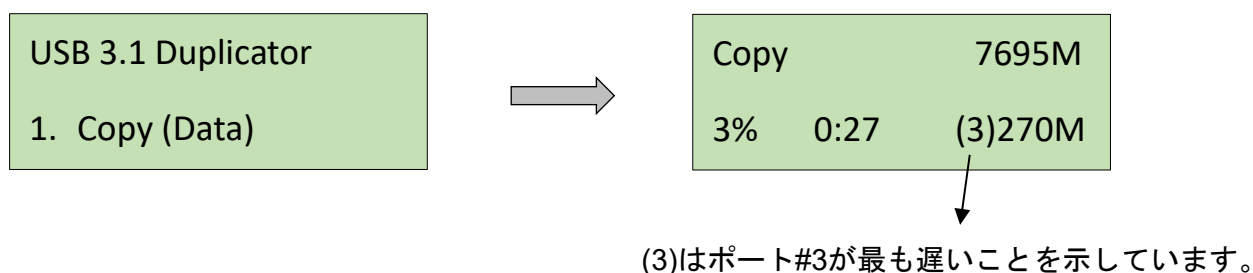 USB 3.1 Duplicator
1. Copy (Data)
Copy 7695M
3% 0:27 (3)270M
(3)はポート#3が最も遅いことを示しています。